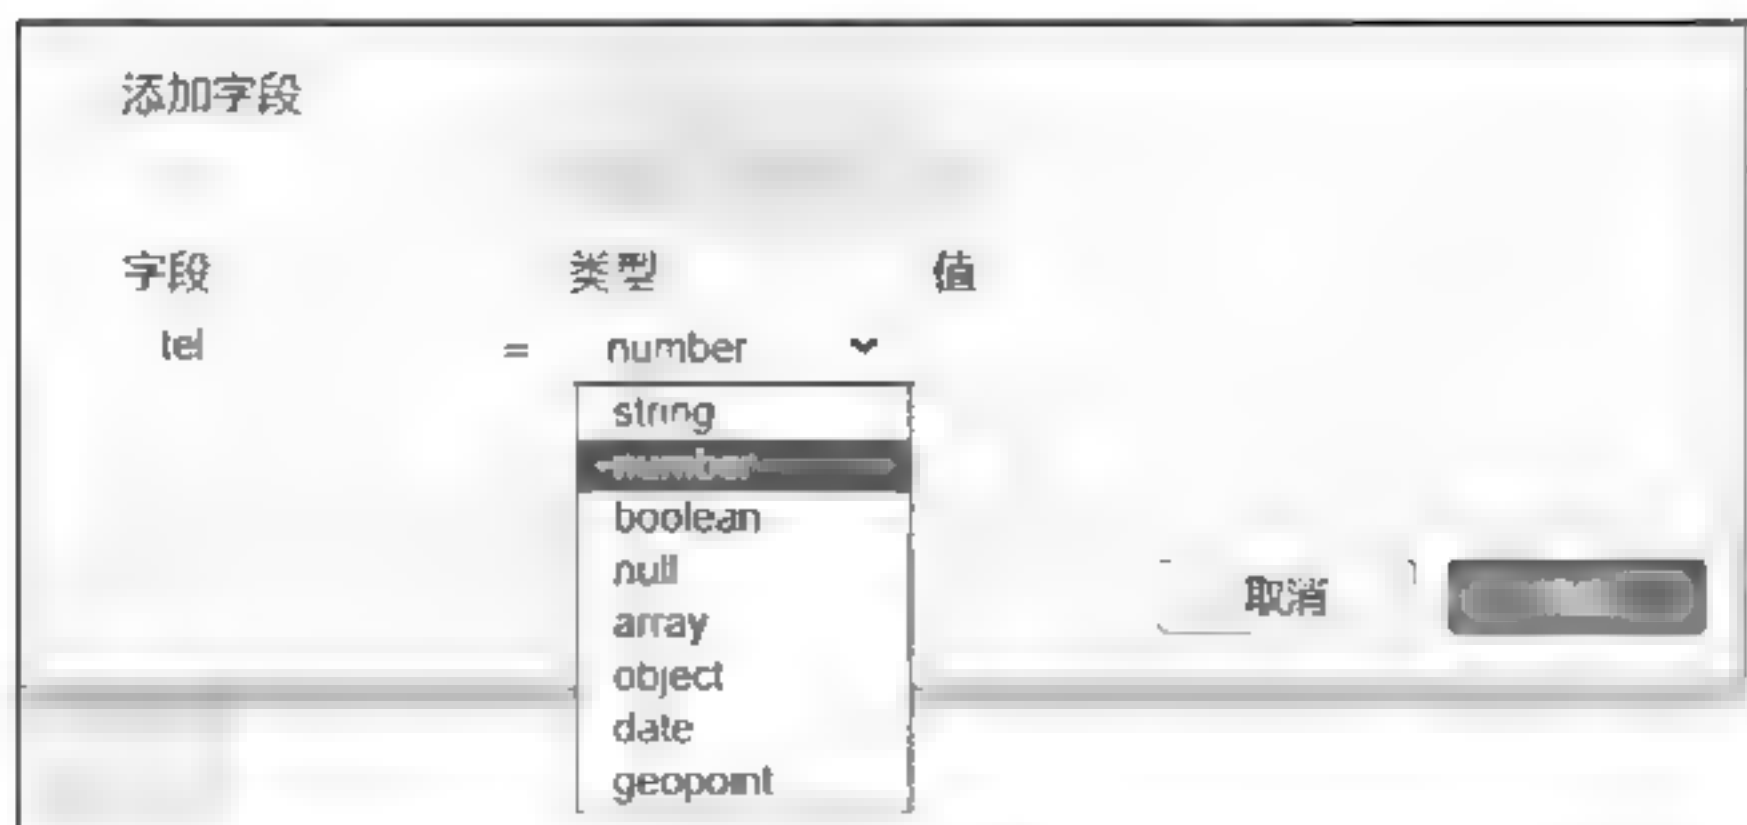 添加字段
字段 类型 值
tel = number
string
number
boolean
null
array
object
date
geopoint
取消